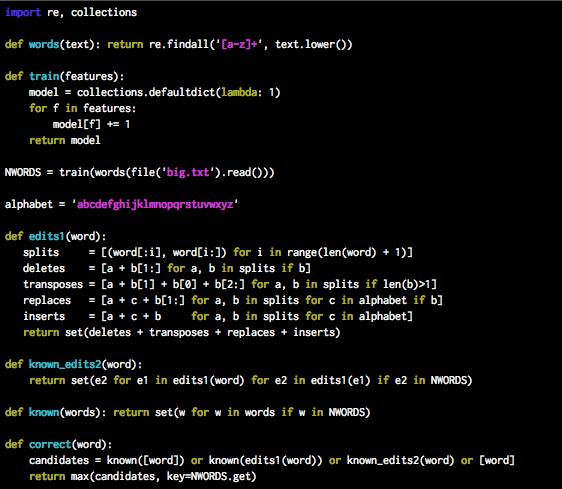 import re, collections

def words(text): return re.findall('[a-z]+', text.lower())

def train(features):
    model = collections.defaultdict(lambda: 1)
    for f in features:
        model[f] += 1
    return model

NWORDS = train(words(file('big.txt').read()))

alphabet = 'abcdefghijklmnopqrstuvwxyz'

def edits1(word):
   splits     = [(word[:i], word[i:]) for i in range(len(word) + 1)]
   deletes    = [a + b[1:] for a, b in splits if b]
   transposes = [a + b[1] + b[0] + b[2:] for a, b in splits if len(b)>1]
   replaces   = [a + c + b[1:] for a, b in splits for c in alphabet if b]
   inserts    = [a + c + b     for a, b in splits for c in alphabet]
   return set(deletes + transposes + replaces + inserts)

def known_edits2(word):
    return set(e2 for e1 in edits1(word) for e2 in edits1(e1) if e2 in NWORDS)

def known(words): return set(w for w in words if w in NWORDS)

def correct(word):
    candidates = known([word]) or known(edits1(word)) or known_edits2(word) or [word]
    return max(candidates, key=NWORDS.get)